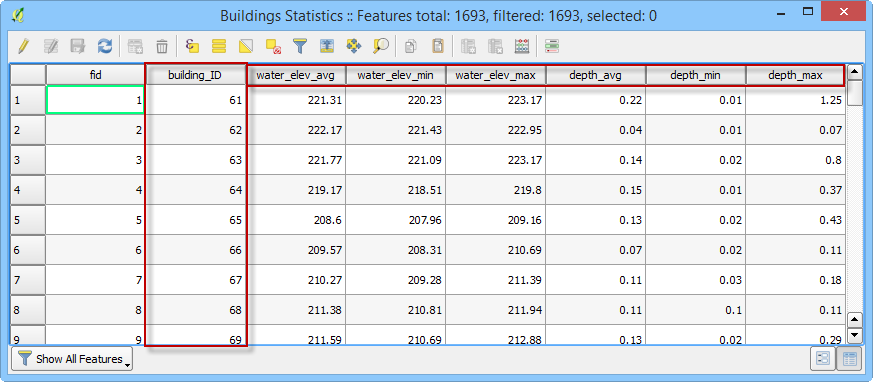 Buildings Statistics :: Features total: 1693, filtered: 1693, selected: 0
fid building_ID water_elev_avg water_elev_min water_elev_max depth_avg depth_min depth_max
1 1 61 221.31 220.23 223.17 0.22 0.01 1.25
2 2 62 222.17 221.43 222.95 0.04 0.01 0.07
3 3 63 221.77 221.09 223.17 0.14 0.02 0.8
4 4 64 219.17 218.51 219.8 0.15 0.01 0.37
5 5 65 208.6 207.96 209.16 0.13 0.02 0.43
6 6 66 209.57 208.31 210.69 0.07 0.02 0.11
7 7 67 210.27 209.28 211.39 0.11 0.03 0.18
8 8 68 211.38 210.81 211.94 0.11 0.1 0.11
9 9 69 211.59 210.69 212.88 0.13 0.02 0.29
Show All Features